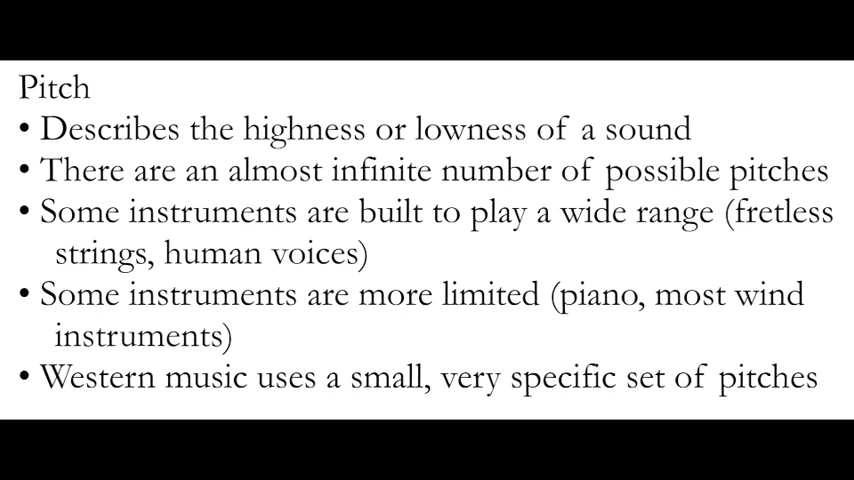 Pitch
• Describes the highness or lowness of a sound
• There are an almost infinite number of possible pitches
• Some instruments are built to play a wide range (fretless
strings, human voices)
• Some instruments are more limited (piano, most wind
instruments)
• Western music uses a small, very specific set of pitches